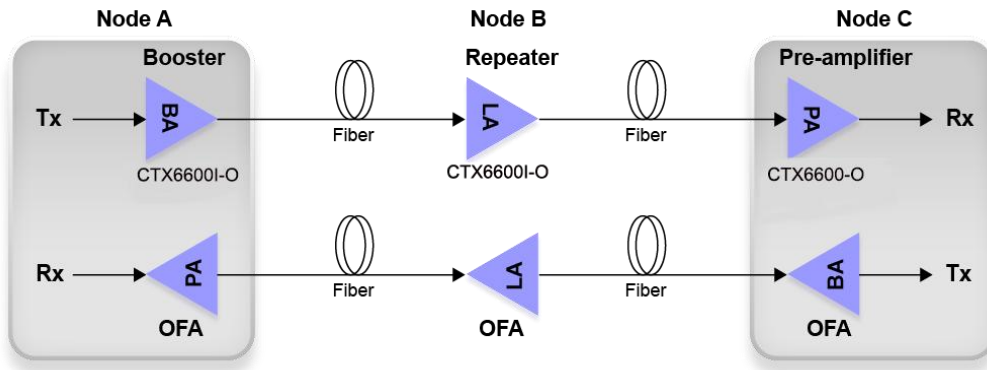 Node A
Node B
Node C
Booster
Repeater
Pre-amplifier
Tx
BA
Fiber
LA
Fiber
PA
Rx
CTX6600I-O
CTX6600I-O
CTX6600-O
Rx
PA
Fiber
LA
Fiber
BA
Tx
OFA
OFA
OFA